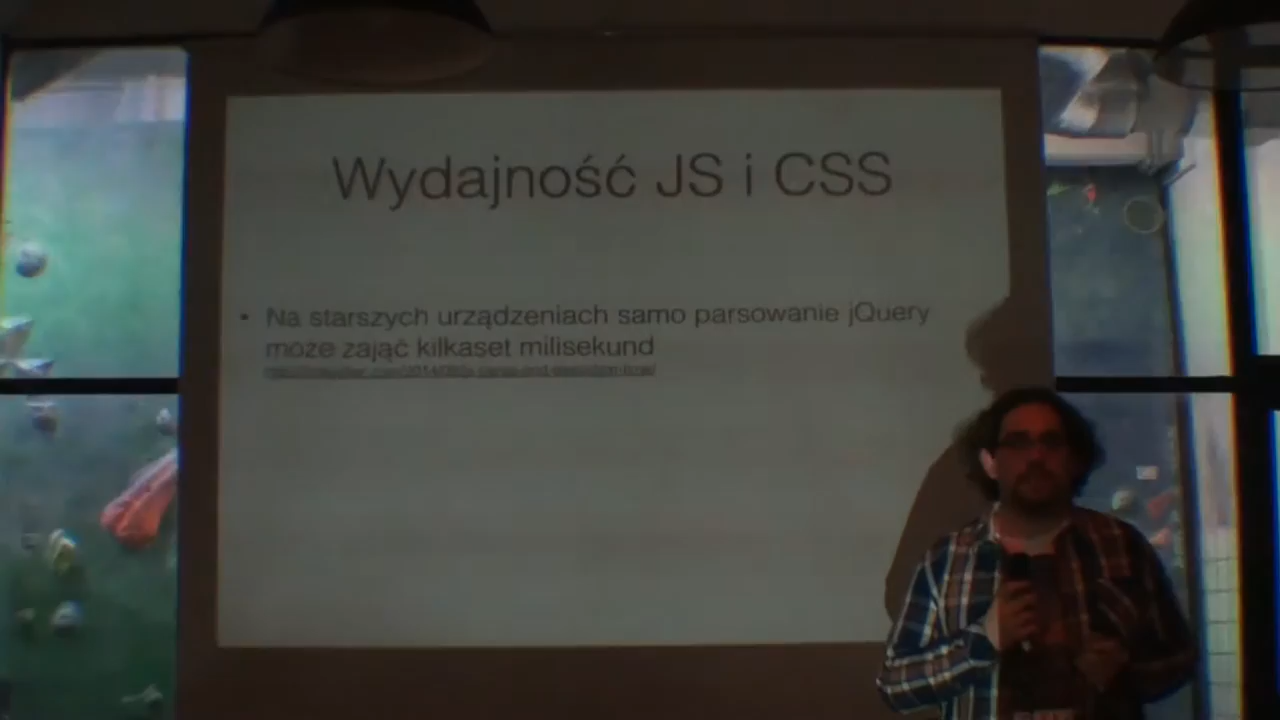 Wydajność JS i CSS
• Na starszych urządzeniach samo parsowanie jQuery
może zająć kilkaset milisekund